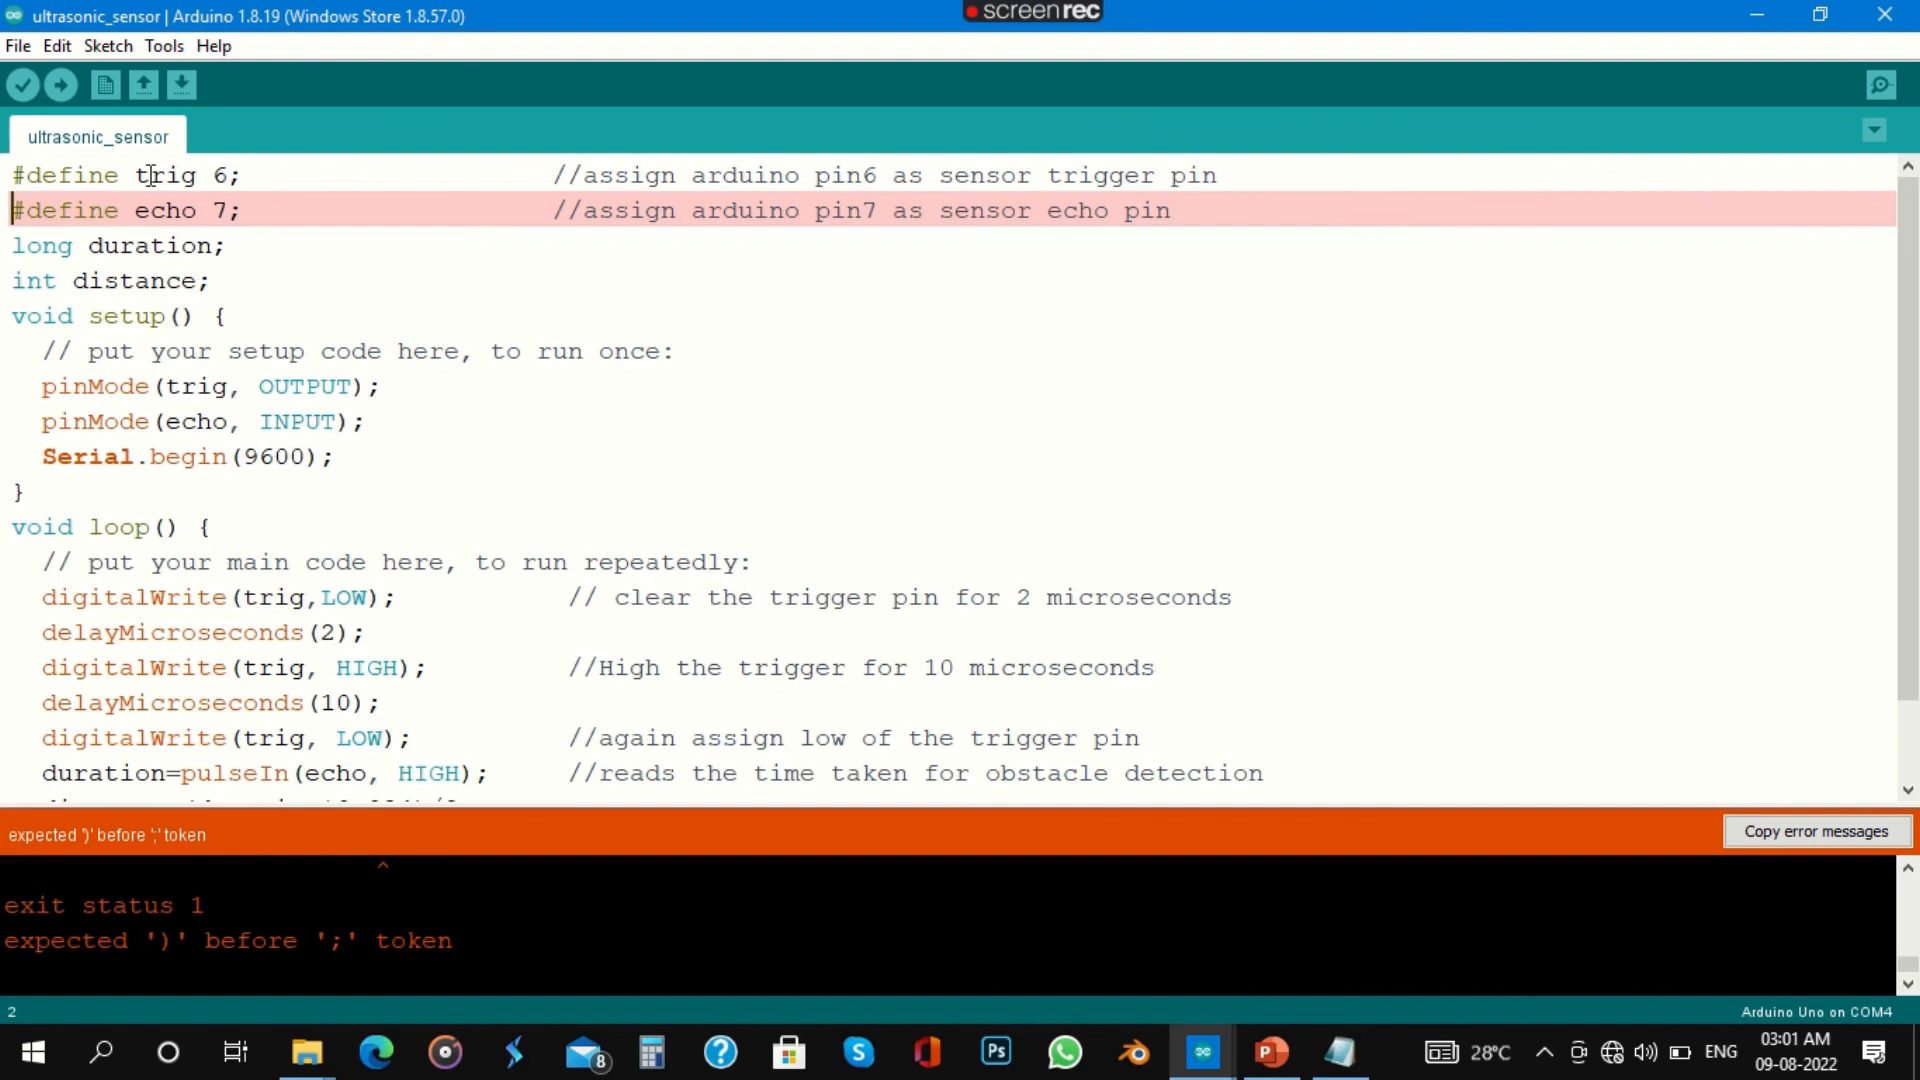 ultrasonic_sensor | Arduino 1.8.19 (Windows Store 1.8.57.0)
screenrec
File Edit Sketch Tools Help
ultrasonic_sensor
#define trig 6; //assign arduino pin6 as sensor trigger pin
#define echo 7; //assign arduino pin7 as sensor echo pin
long duration;
int distance;
void setup() {
// put your setup code here, to run once:
pinMode(trig, OUTPUT);
pinMode(echo, INPUT);
Serial.begin(9600);
}
void loop() {
// put your main code here, to run repeatedly:
digitalWrite(trig,LOW); // clear the trigger pin for 2 microseconds
delayMicroseconds(2);
digitalWrite(trig, HIGH); //High the trigger for 10 microseconds
delayMicroseconds(10);
digitalWrite(trig, LOW); //again assign low of the trigger pin
duration=pulseIn(echo, HIGH); //reads the time taken for obstacle detection
expected ')' before ';' token
Copy error messages
^
exit status 1
expected ')' before ';' token
2
Arduino Uno on COM4
8
Ps
28°C
ENG
03:01 AM
09-08-2022